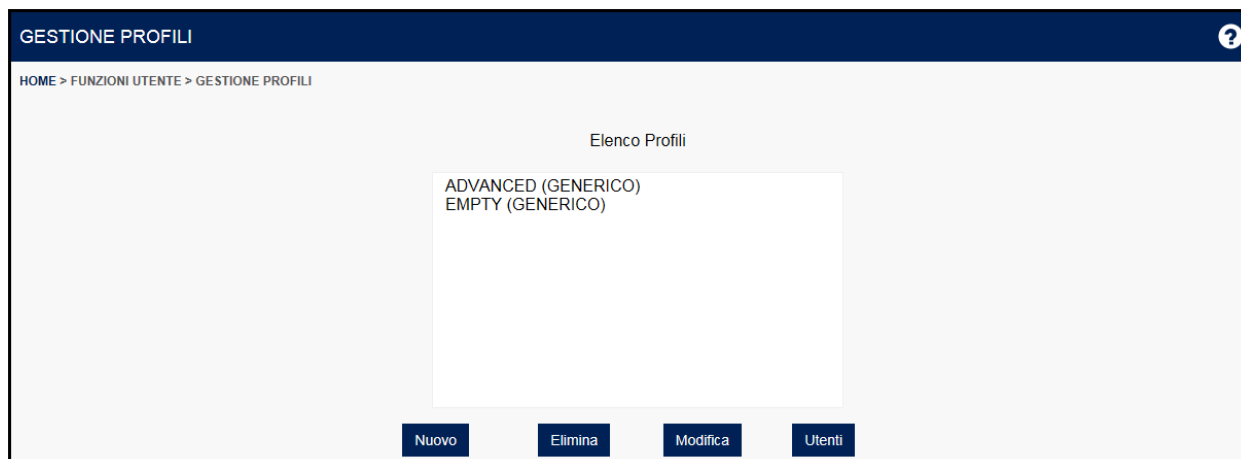 GESTIONE PROFILI
?
HOME > FUNZIONI UTENTE > GESTIONE PROFILI
Elenco Profili
ADVANCED (GENERICO)
EMPTY (GENERICO)
Nuovo Elimina Modifica Utenti